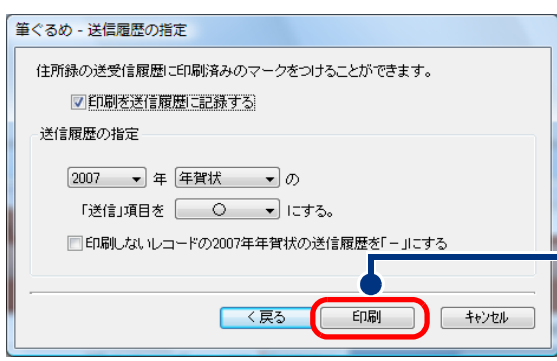 筆ぐるめ - 送信履歴の指定
住所録の送受信履歴に印刷済みのマークをつけることができます。
印刷を送信履歴に記録する
送信履歴の指定
2007 年 年賀状 の
「送信」項目を ○ にする。
印刷しないレコードの2007年年賀状の送信履歴を「－」にする
< 戻る 印刷 キャンセル